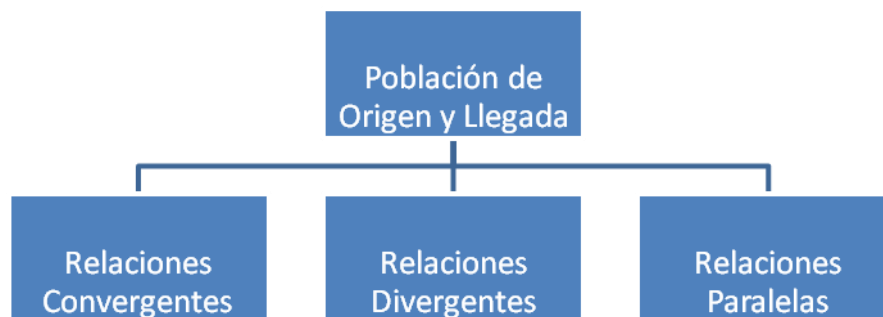 Población de
Origen y Llegada
Relaciones
Convergentes
Relaciones
Divergentes
Relaciones
Paralelas